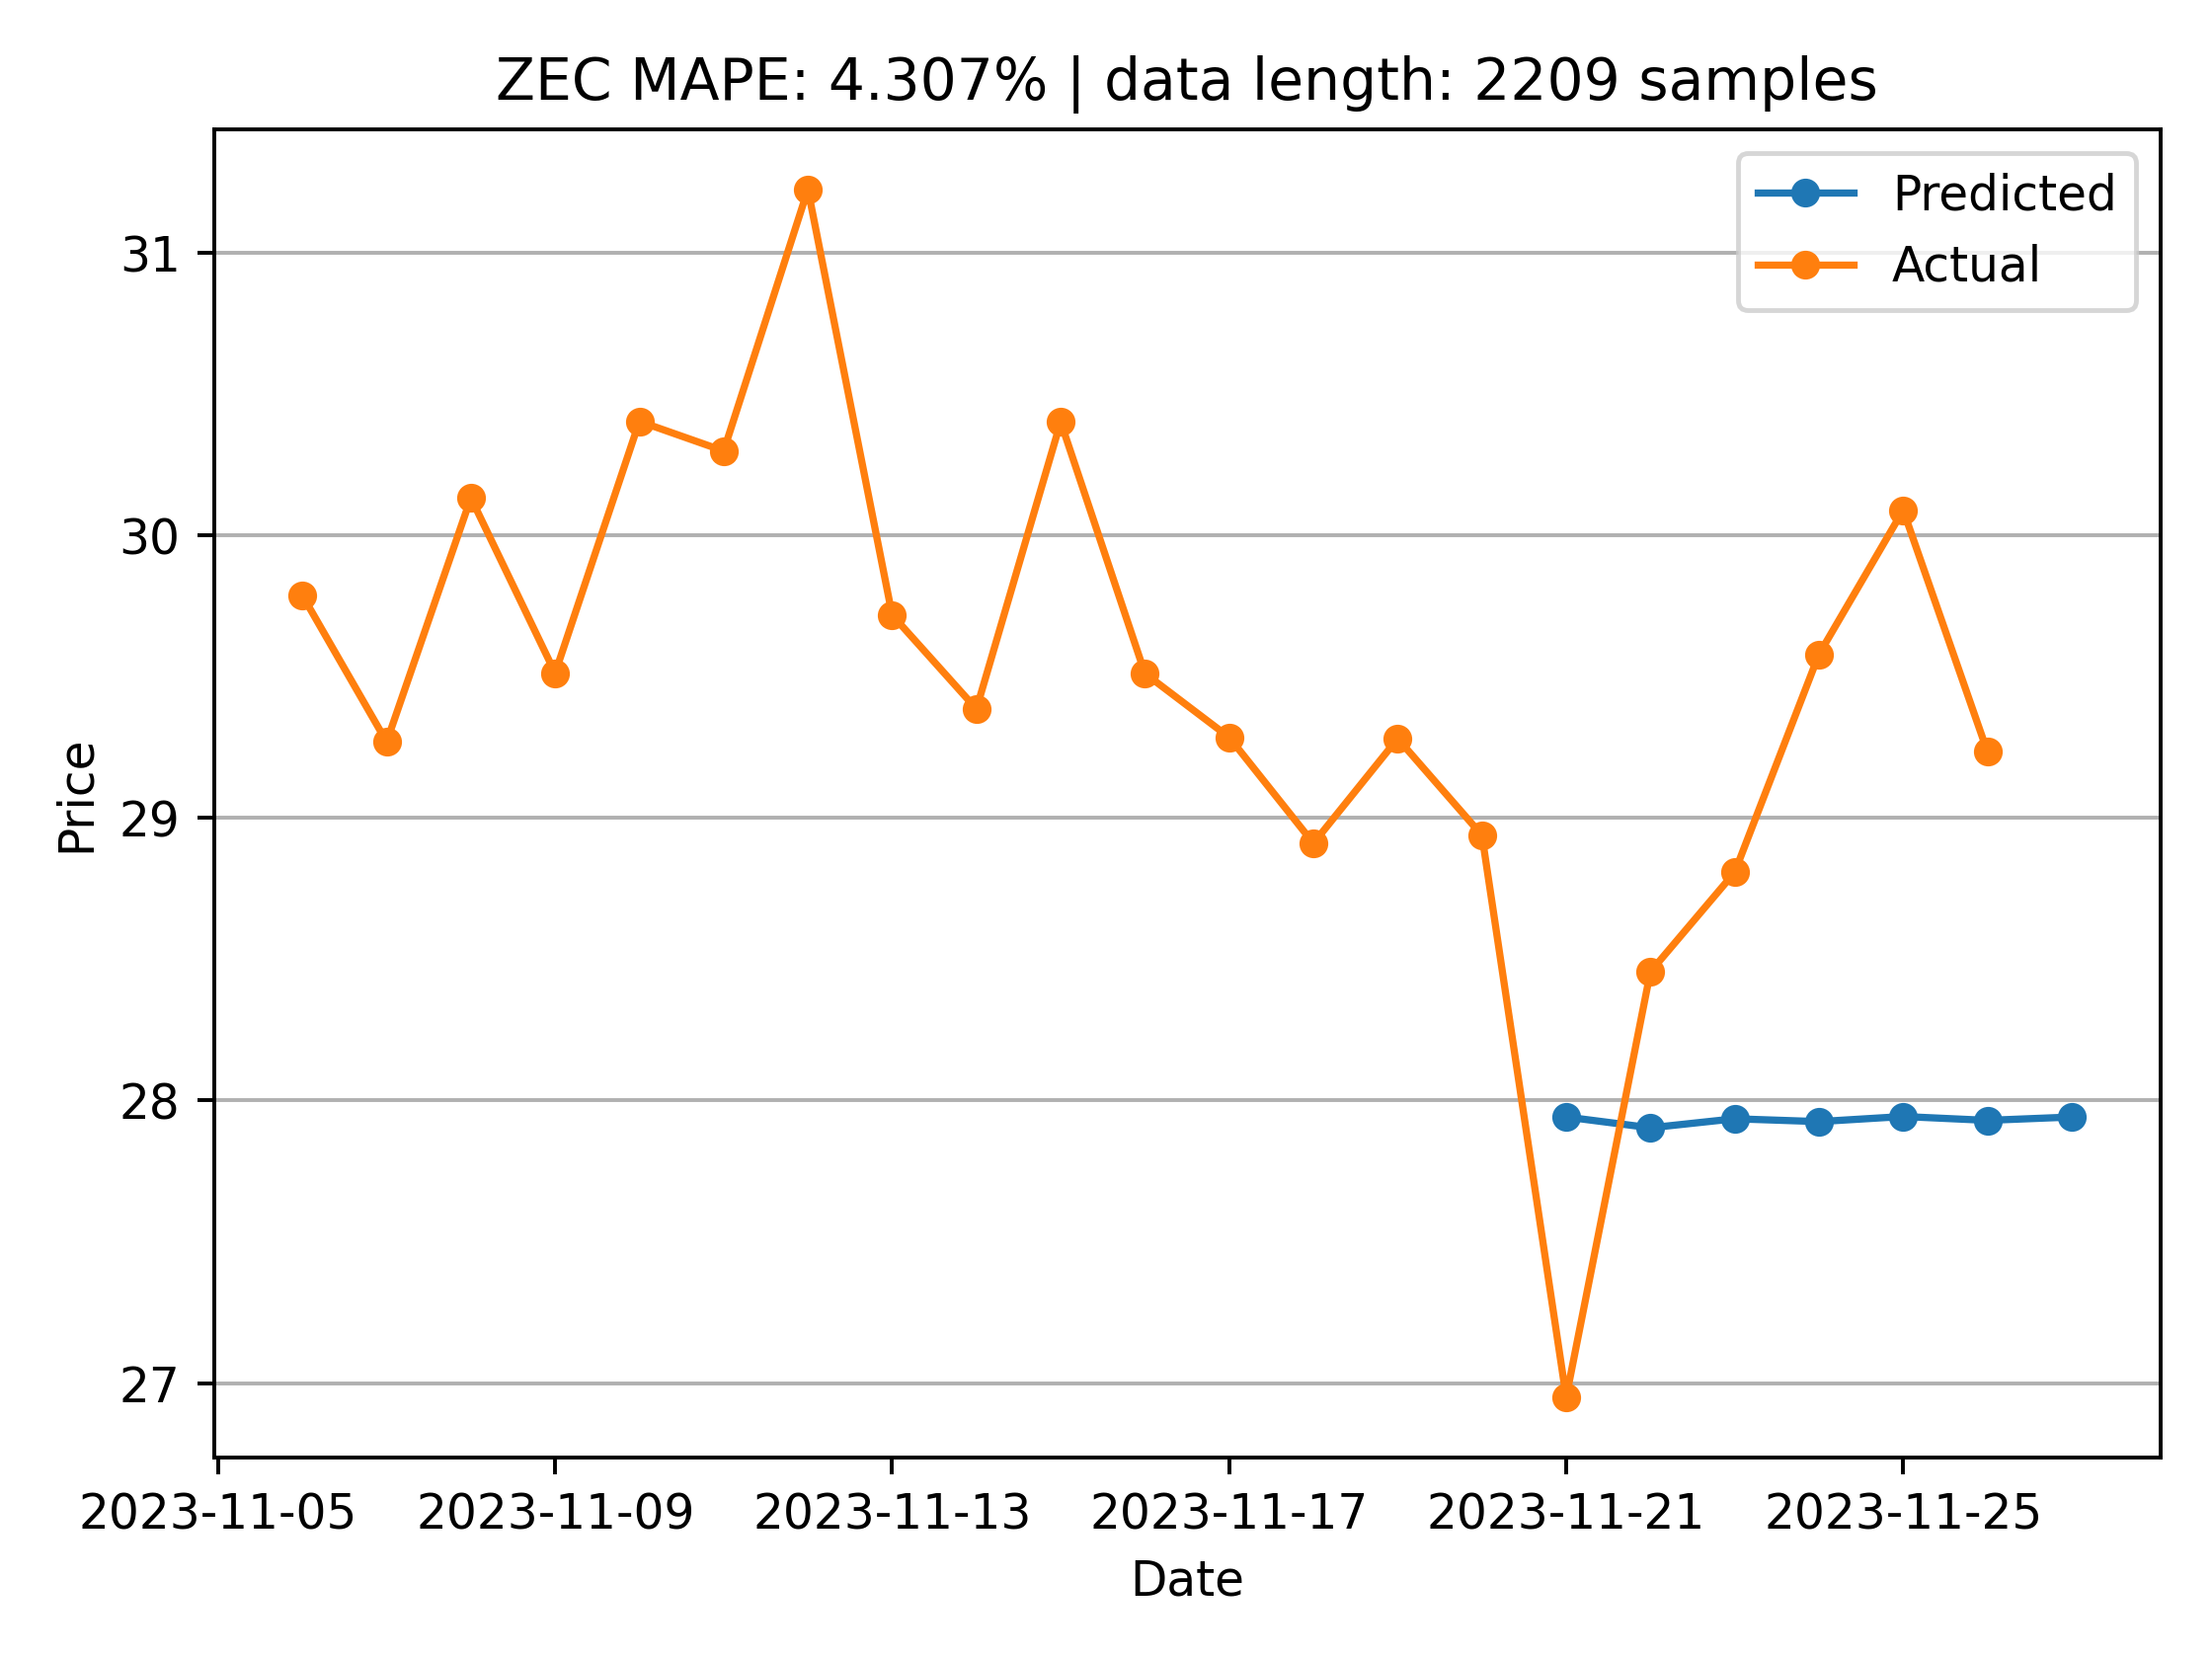 ZEC MAPE: 4.307% | data length: 2209 samples
Predicted
Actual
31
30
29
28
27
Price
2023-11-05 2023-11-09 2023-11-13 2023-11-17 2023-11-21 2023-11-25
Date